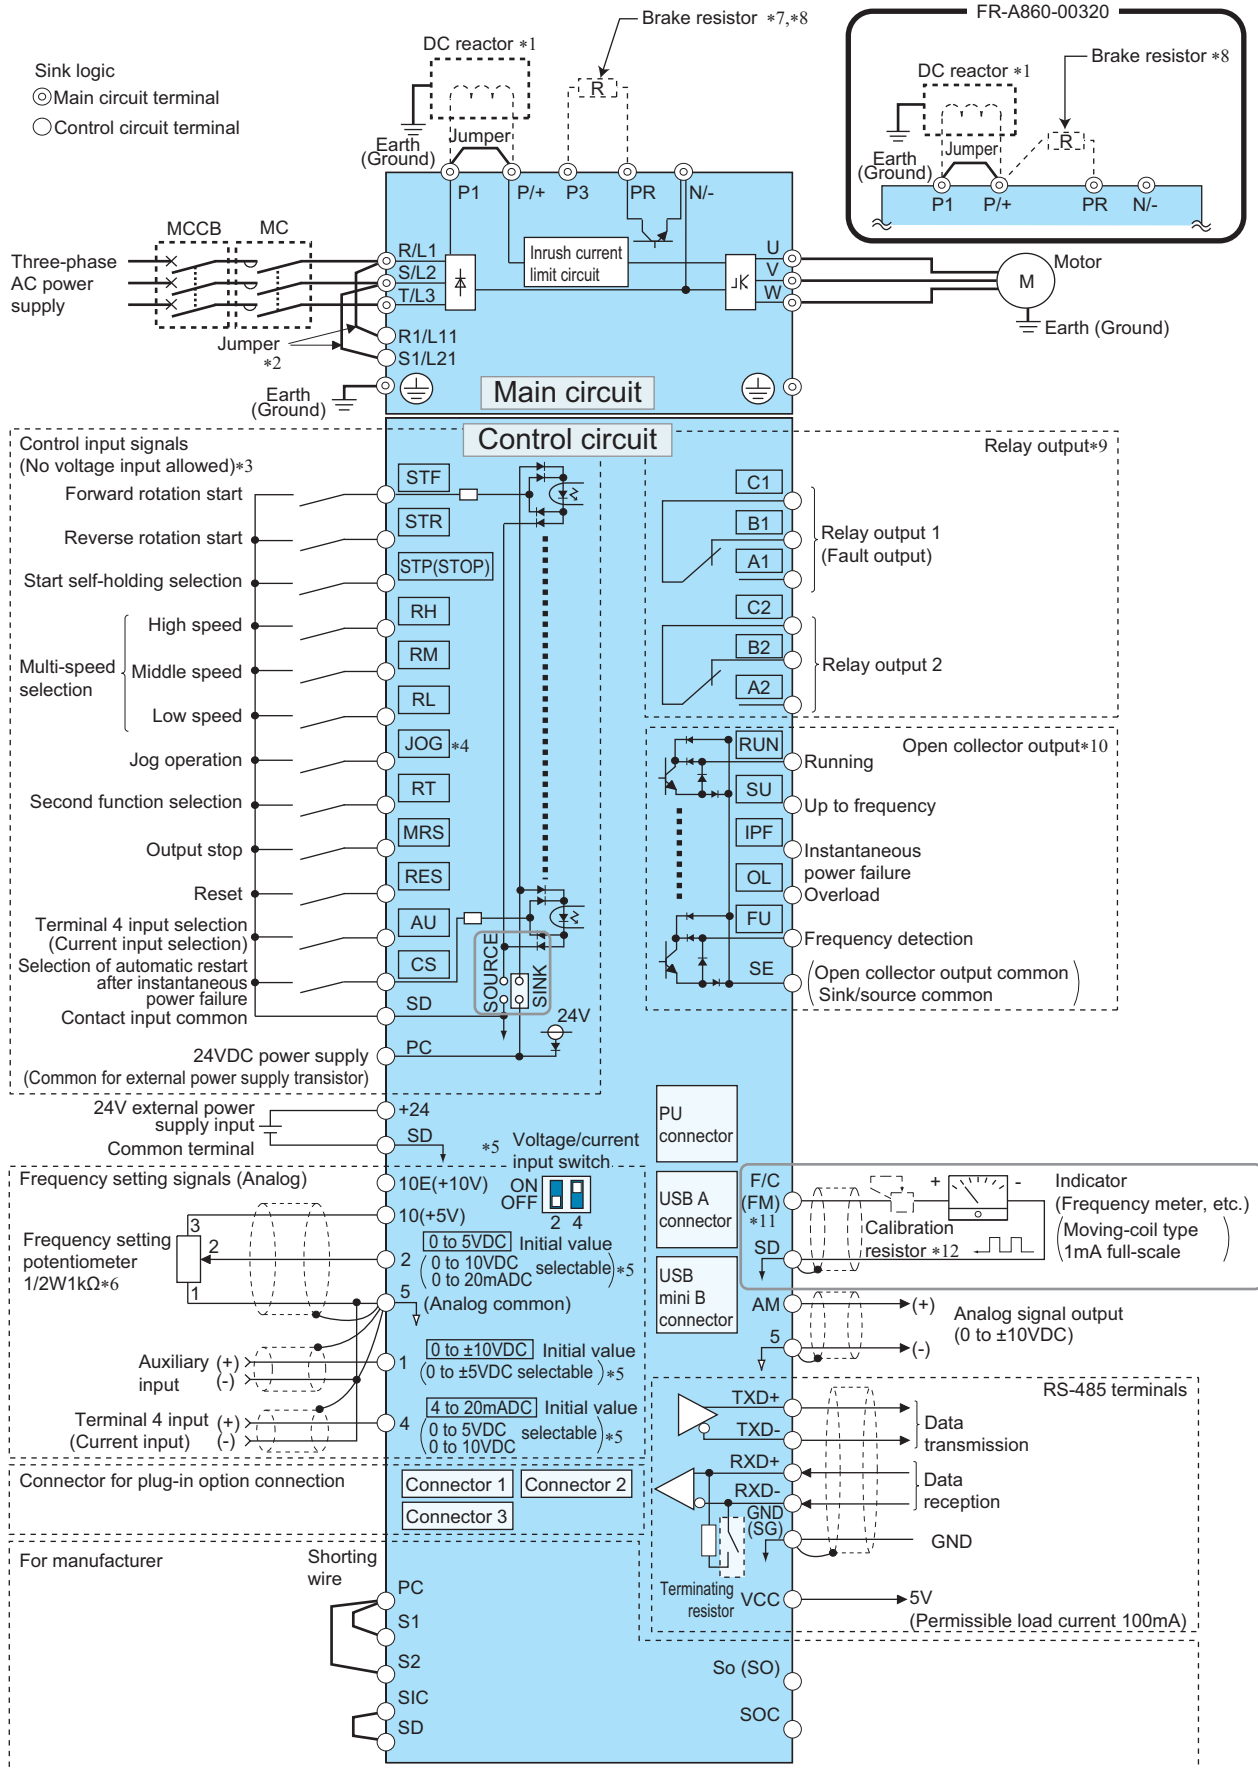 Sink logic
Main circuit terminal
Control circuit terminal
DC reactor *1
Brake resistor *7,*8
R
Earth
(Ground)
Jumper
P1
P/+
P3
PR
N/-
FR-A860-00320
DC reactor *1
Brake resistor *8
R
Earth
(Ground)
Jumper
P1
P/+
PR
N/-
MCCB
MC
Three-phase
AC power
supply
R/L1
S/L2
T/L3
R1/L11
S1/L21
Jumper
*2
Earth
(Ground)
Inrush current
limit circuit
U
V
W
Motor
M
Earth (Ground)
Main circuit
Control circuit
Control input signals
(No voltage input allowed)*3
Forward rotation start
STF
Reverse rotation start
STR
Start self-holding selection
STP(STOP)
Multi-speed
selection
High speed
RH
Middle speed
RM
Low speed
RL
Jog operation
JOG *4
Second function selection
RT
Output stop
MRS
Reset
RES
Terminal 4 input selection
(Current input selection)
AU
Selection of automatic restart
after instantaneous
power failure
CS
Contact input common
SD
SOURCE
SINK
24V
24VDC power supply
(Common for external power supply transistor)
PC
Relay output*9
C1
B1
A1
Relay output 1
(Fault output)
C2
B2
A2
Relay output 2
Open collector output*10
RUN
Running
SU
Up to frequency
IPF
Instantaneous
power failure
OL
Overload
FU
Frequency detection
SE
(Open collector output common
Sink/source common)
24V external power
supply input
+24
Common terminal
SD
*5 Voltage/current
input switch
ON
OFF
2 4
Frequency setting signals (Analog)
10E(+10V)
10(+5V)
Frequency setting
potentiometer
1/2W1kΩ*6
3
2
1
2
0 to 5VDC Initial value
(0 to 10VDC
0 to 20mADC selectable)*5
5
(Analog common)
Auxiliary
input
(+)
(-)
1
0 to ±10VDC Initial value
(0 to ±5VDC selectable)*5
Terminal 4 input
(Current input)
(+)
(-)
4
4 to 20mADC Initial value
(0 to 5VDC
0 to 10VDC selectable)*5
PU
connector
USB A
connector
USB
mini B
connector
F/C
(FM)
*11
SD
+
-
Calibration
resistor *12
Indicator
(Frequency meter, etc.)
(Moving-coil type
1mA full-scale)
AM
5
(+)
(-)
Analog signal output
(0 to ±10VDC)
RS-485 terminals
TXD+
TXD-
Data
transmission
RXD+
RXD-
Data
reception
GND
(SG)
GND
Terminating
resistor
VCC
5V
(Permissible load current 100mA)
Connector for plug-in option connection
Connector 1
Connector 2
Connector 3
For manufacturer
Shorting
wire
PC
S1
S2
SIC
SD
So (SO)
SOC